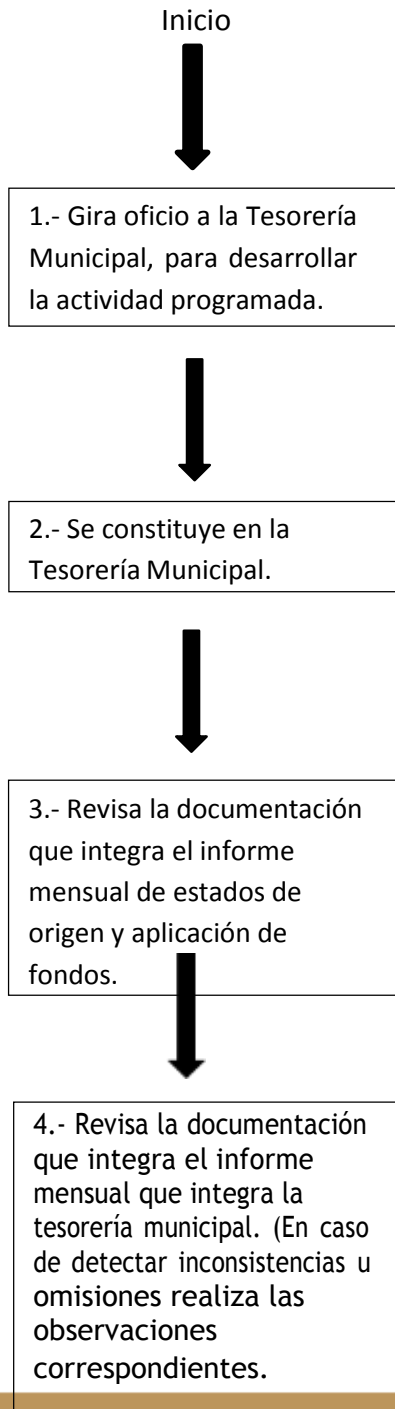 Inicio
1.- Gira oficio a la Tesorería
Municipal, para desarrollar
la actividad programada.
2.- Se constituye en la
Tesorería Municipal.
3.- Revisa la documentación
que integra el informe
mensual de estados de
origen y aplicación de
fondos.
4.- Revisa la documentación
que integra el informe
mensual que integra la
tesorería municipal. (En caso
de detectar inconsistencias u
omisiones realiza las
observaciones
correspondientes.